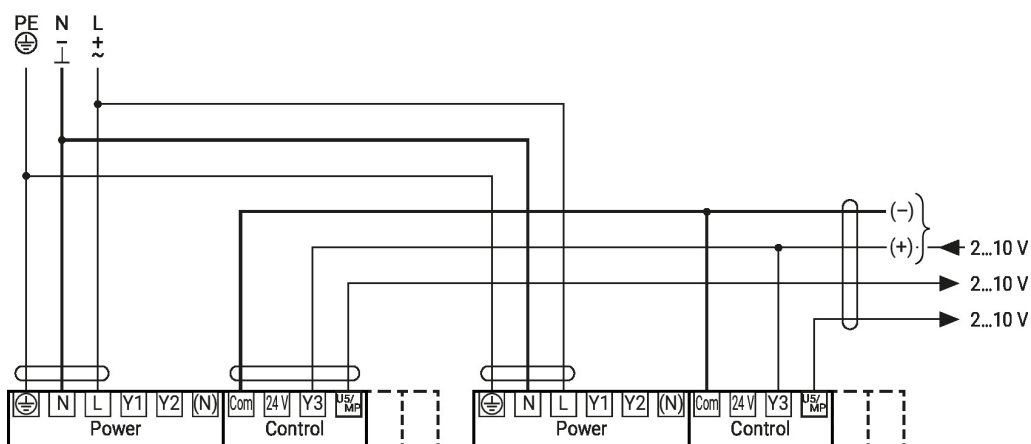 PE N L
- +
⊥ ~
(−)
(+) 2...10 V
2...10 V
2...10 V
N L Y1 Y2 (N) Com 24 V Y3 U5/MP N L Y1 Y2 (N) Com 24 V Y3 U5/MP
Power Control Power Control